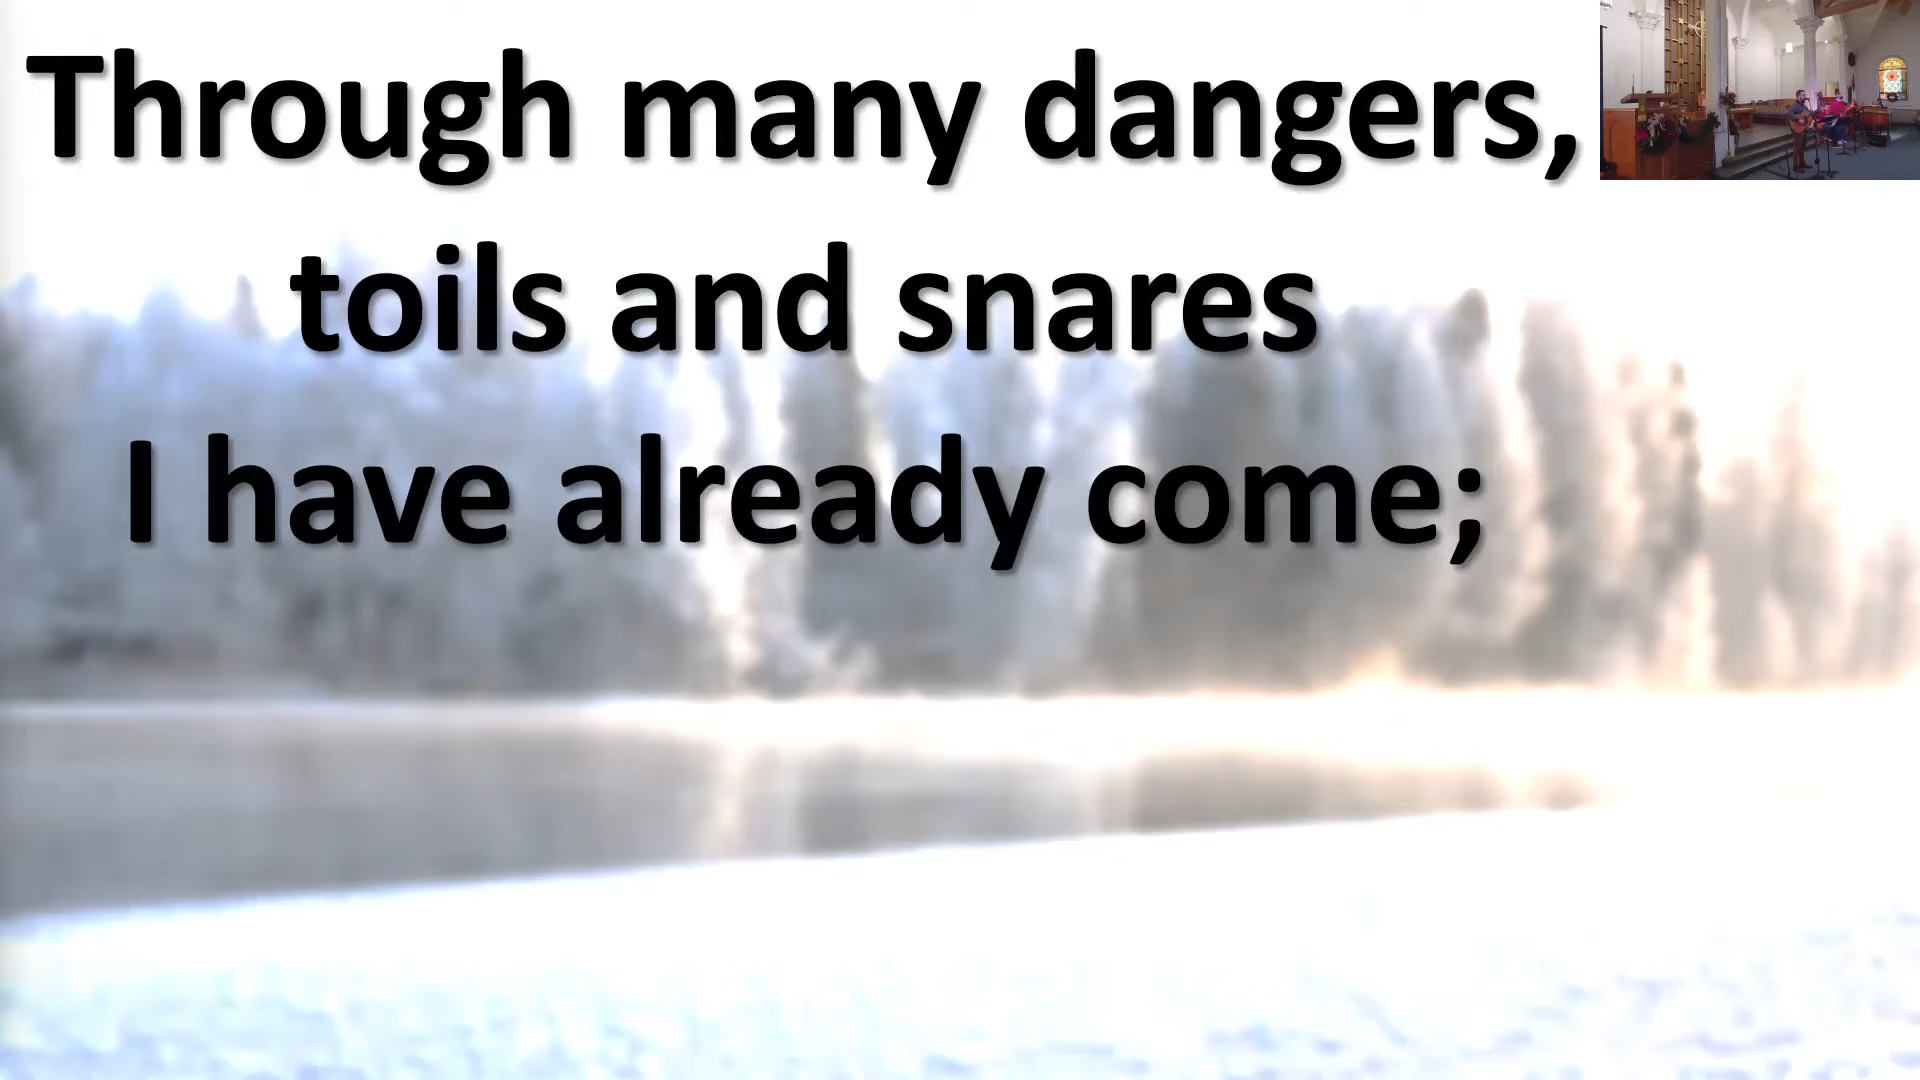 Through many dangers,
toils and snares
I have already come;